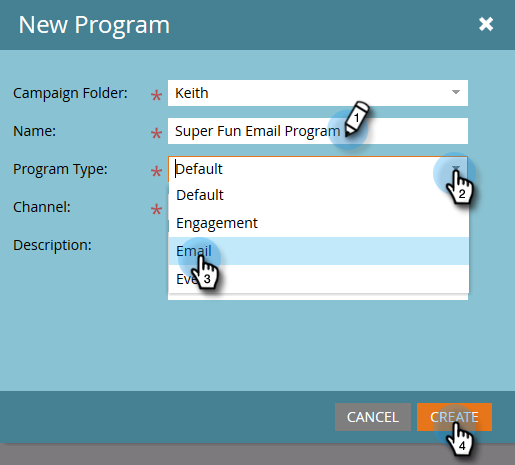 New Program
Campaign Folder: * Keith
Name: * Super Fun Email Program
1
Program Type: * Default
2
Default
Channel: *
Engagement
Description:
Email
3
CANCEL CREATE
4